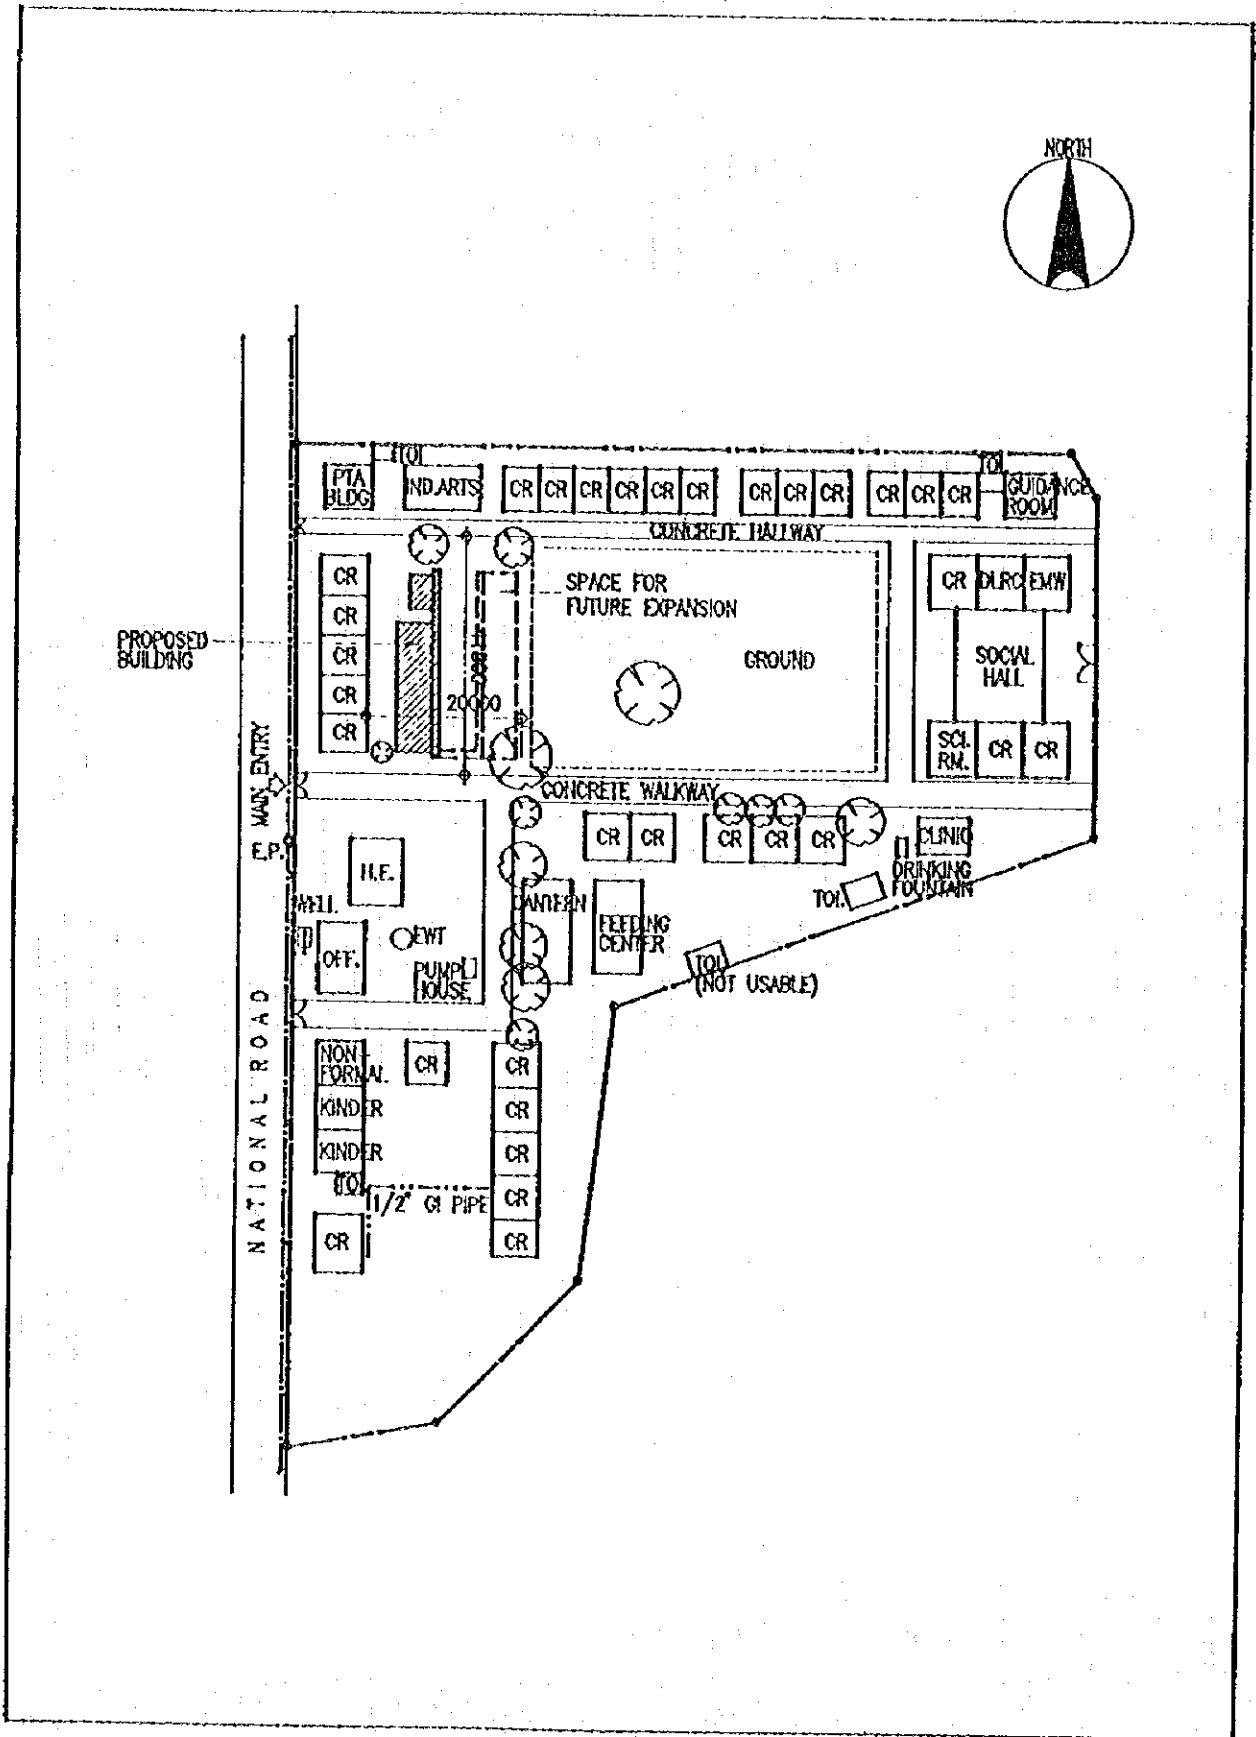 NORTH
TOI
TOI
PTA
BLDG
IND.ARTS
CR CR CR CR CR CR
CR CR CR
CR CR CR
GUIDANCE
ROOM
CONCRETE HALLWAY
CR
CR
CR
CR
CR
SPACE FOR
FUTURE EXPANSION
CR DLRC EMW
PROPOSED
BUILDING
GROUND
SOCIAL
HALL
20000
SCI.
RM.
CR CR
MAIN ENTRY
CONCRETE WALKWAY
E.P.
CR CR
CR CR CR
CLINIC
DRINKING
FOUNTAIN
H.E.
WELL
CANTEEN
TOI.
OFF.
EWT
FEEDING
CENTER
PUMP
HOUSE
TOI.
(NOT USABLE)
NATIONAL ROAD
NON
FORMAL
CR
CR
KINDER
CR
KINDER
CR
TOI
1/2" GI PIPE
CR
CR
CR